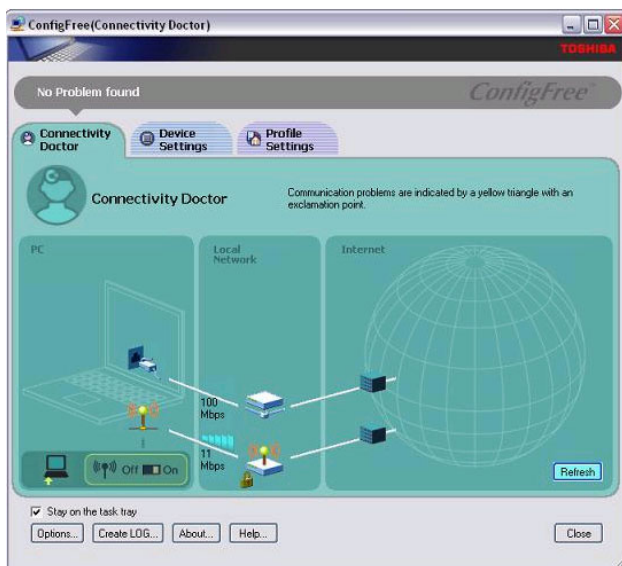 ConfigFree(Connectivity Doctor)
TOSHIBA
No Problem found
ConfigFree™
Connectivity
Doctor
Device
Settings
Profile
Settings
Connectivity Doctor
Communication problems are indicated by a yellow triangle with an
exclamation point.
PC
Local
Network
Internet
100
Mbps
11
Mbps
Off
On
Refresh
Stay on the task tray
Options...
Create LOG...
About...
Help...
Close